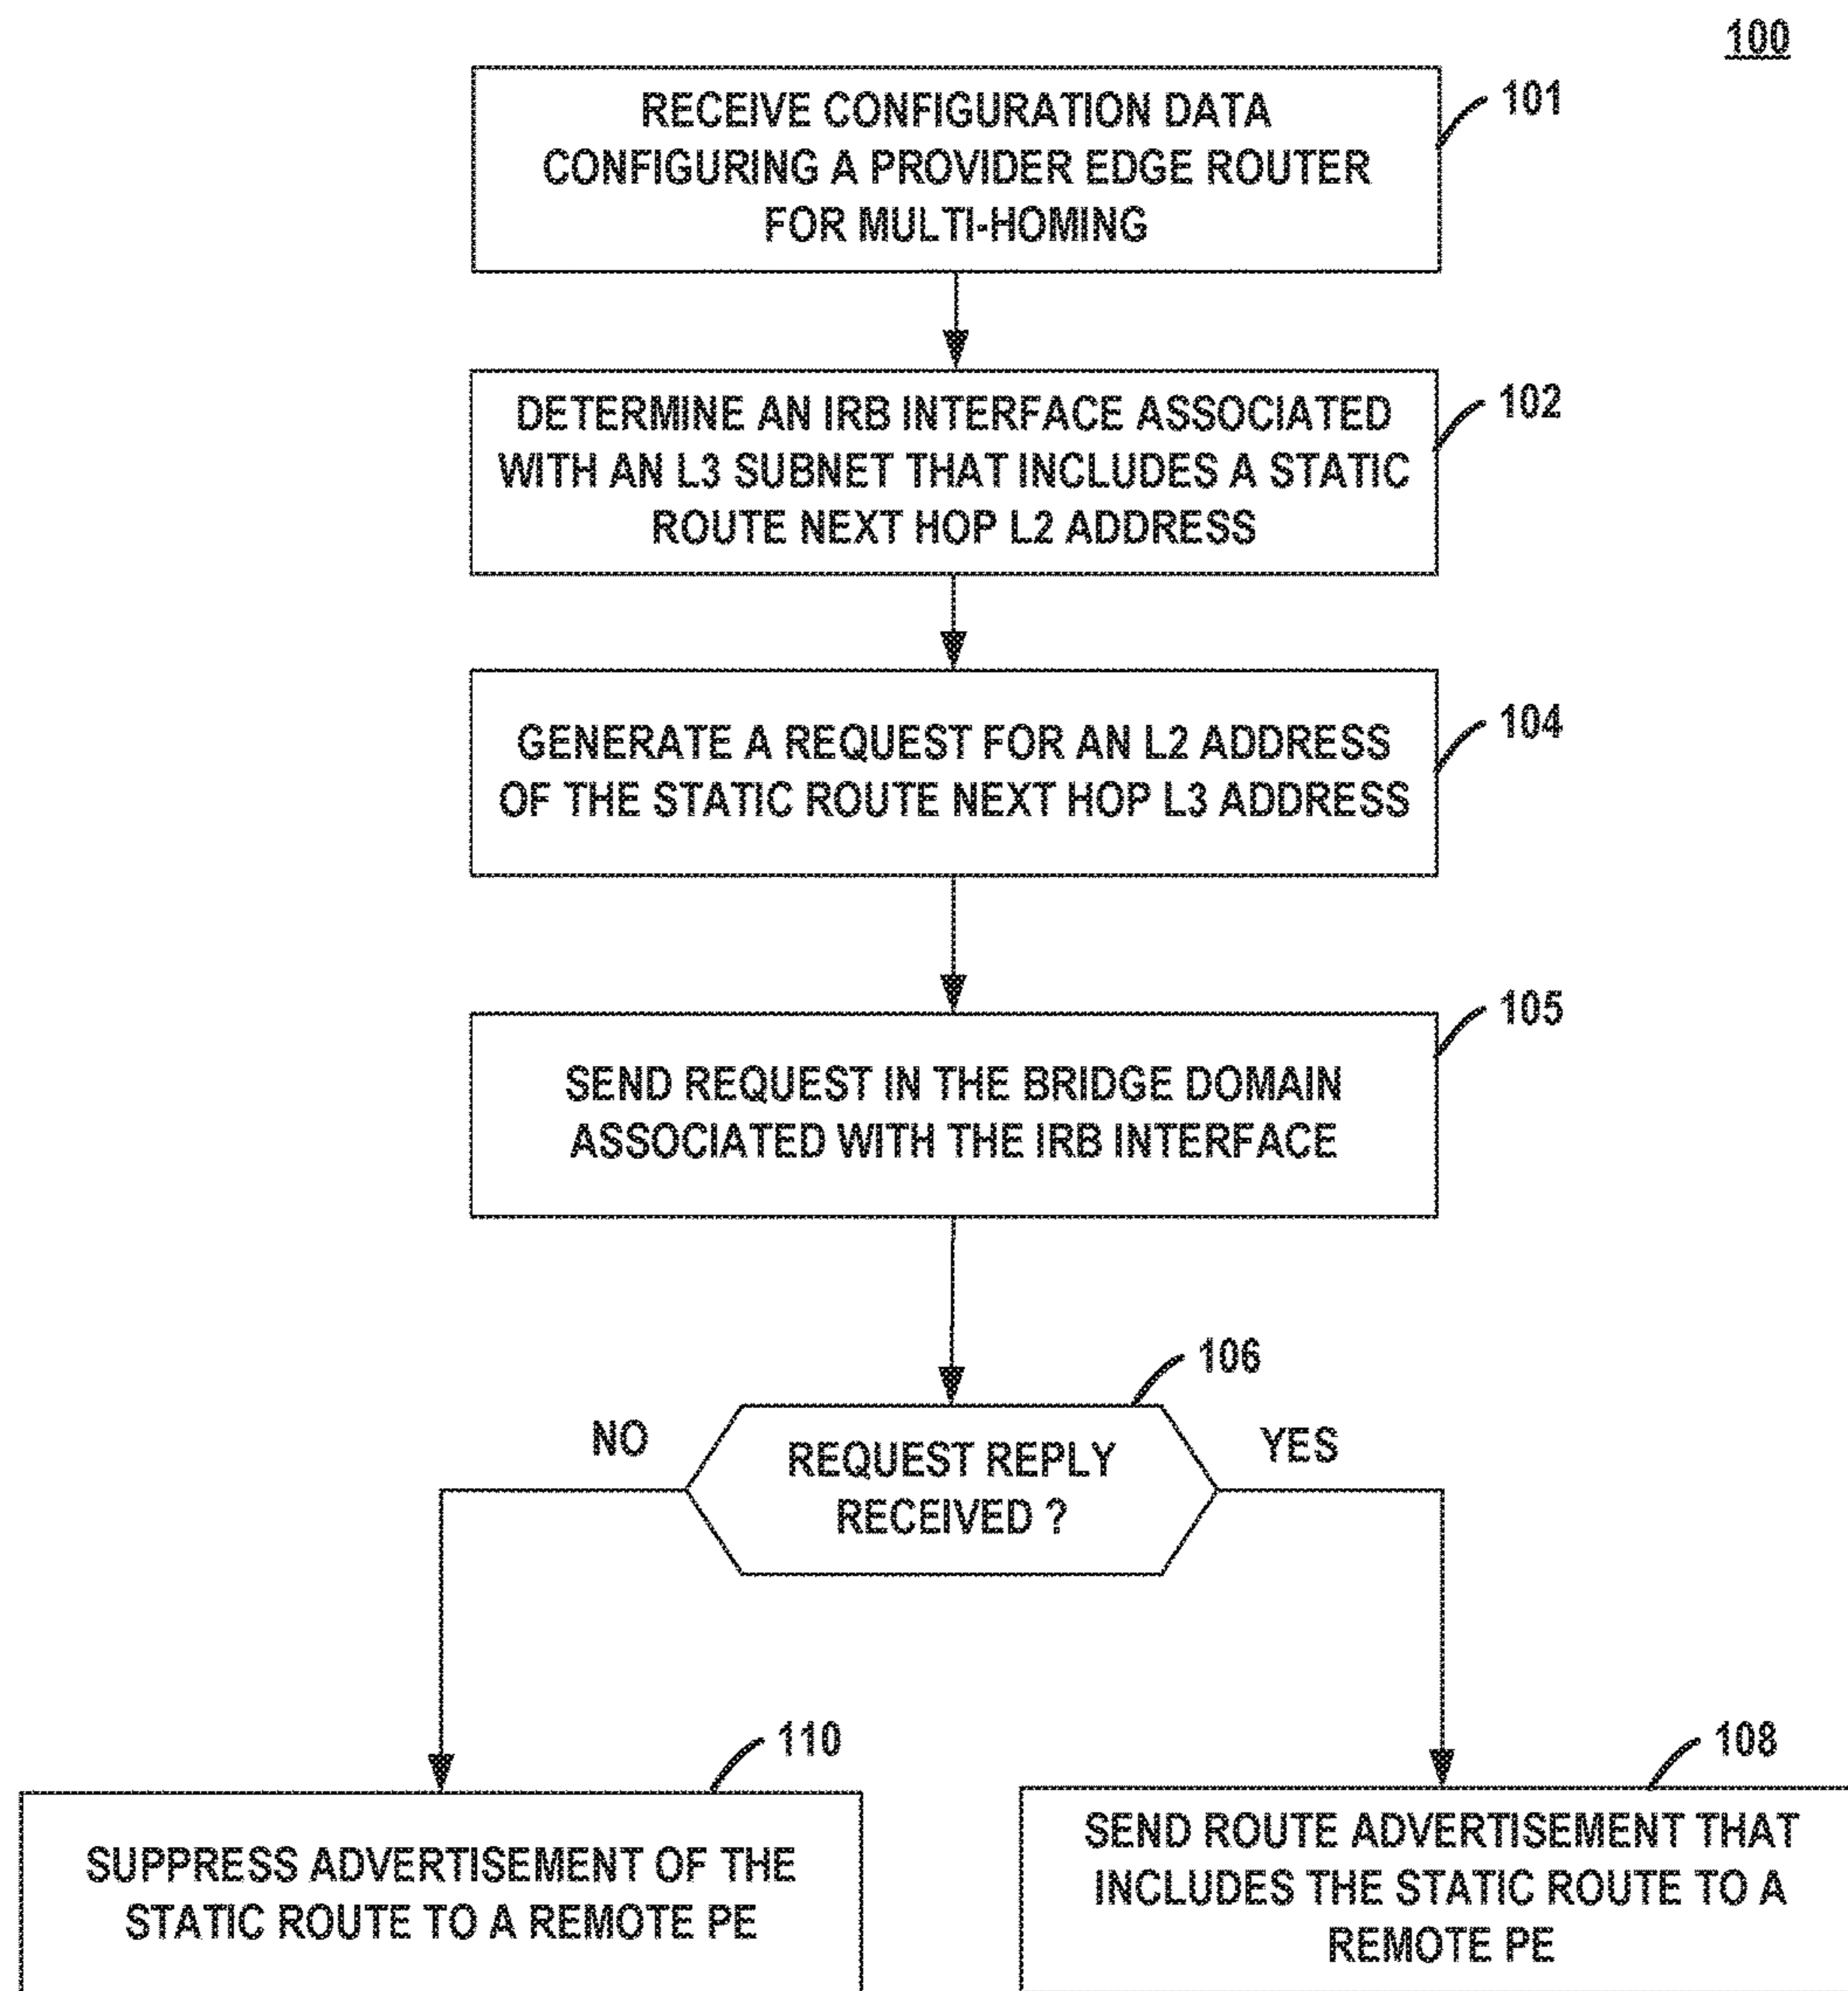 100
RECEIVE CONFIGURATION DATA
CONFIGURING A PROVIDER EDGE ROUTER
FOR MULTI-HOMING
101
DETERMINE AN IRB INTERFACE ASSOCIATED
WITH AN L3 SUBNET THAT INCLUDES A STATIC
ROUTE NEXT HOP L2 ADDRESS
102
GENERATE A REQUEST FOR AN L2 ADDRESS
OF THE STATIC ROUTE NEXT HOP L3 ADDRESS
104
SEND REQUEST IN THE BRIDGE DOMAIN
ASSOCIATED WITH THE IRB INTERFACE
105
106
NO
REQUEST REPLY
RECEIVED ?
YES
110
SUPPRESS ADVERTISEMENT OF THE
STATIC ROUTE TO A REMOTE PE
108
SEND ROUTE ADVERTISEMENT THAT
INCLUDES THE STATIC ROUTE TO A
REMOTE PE